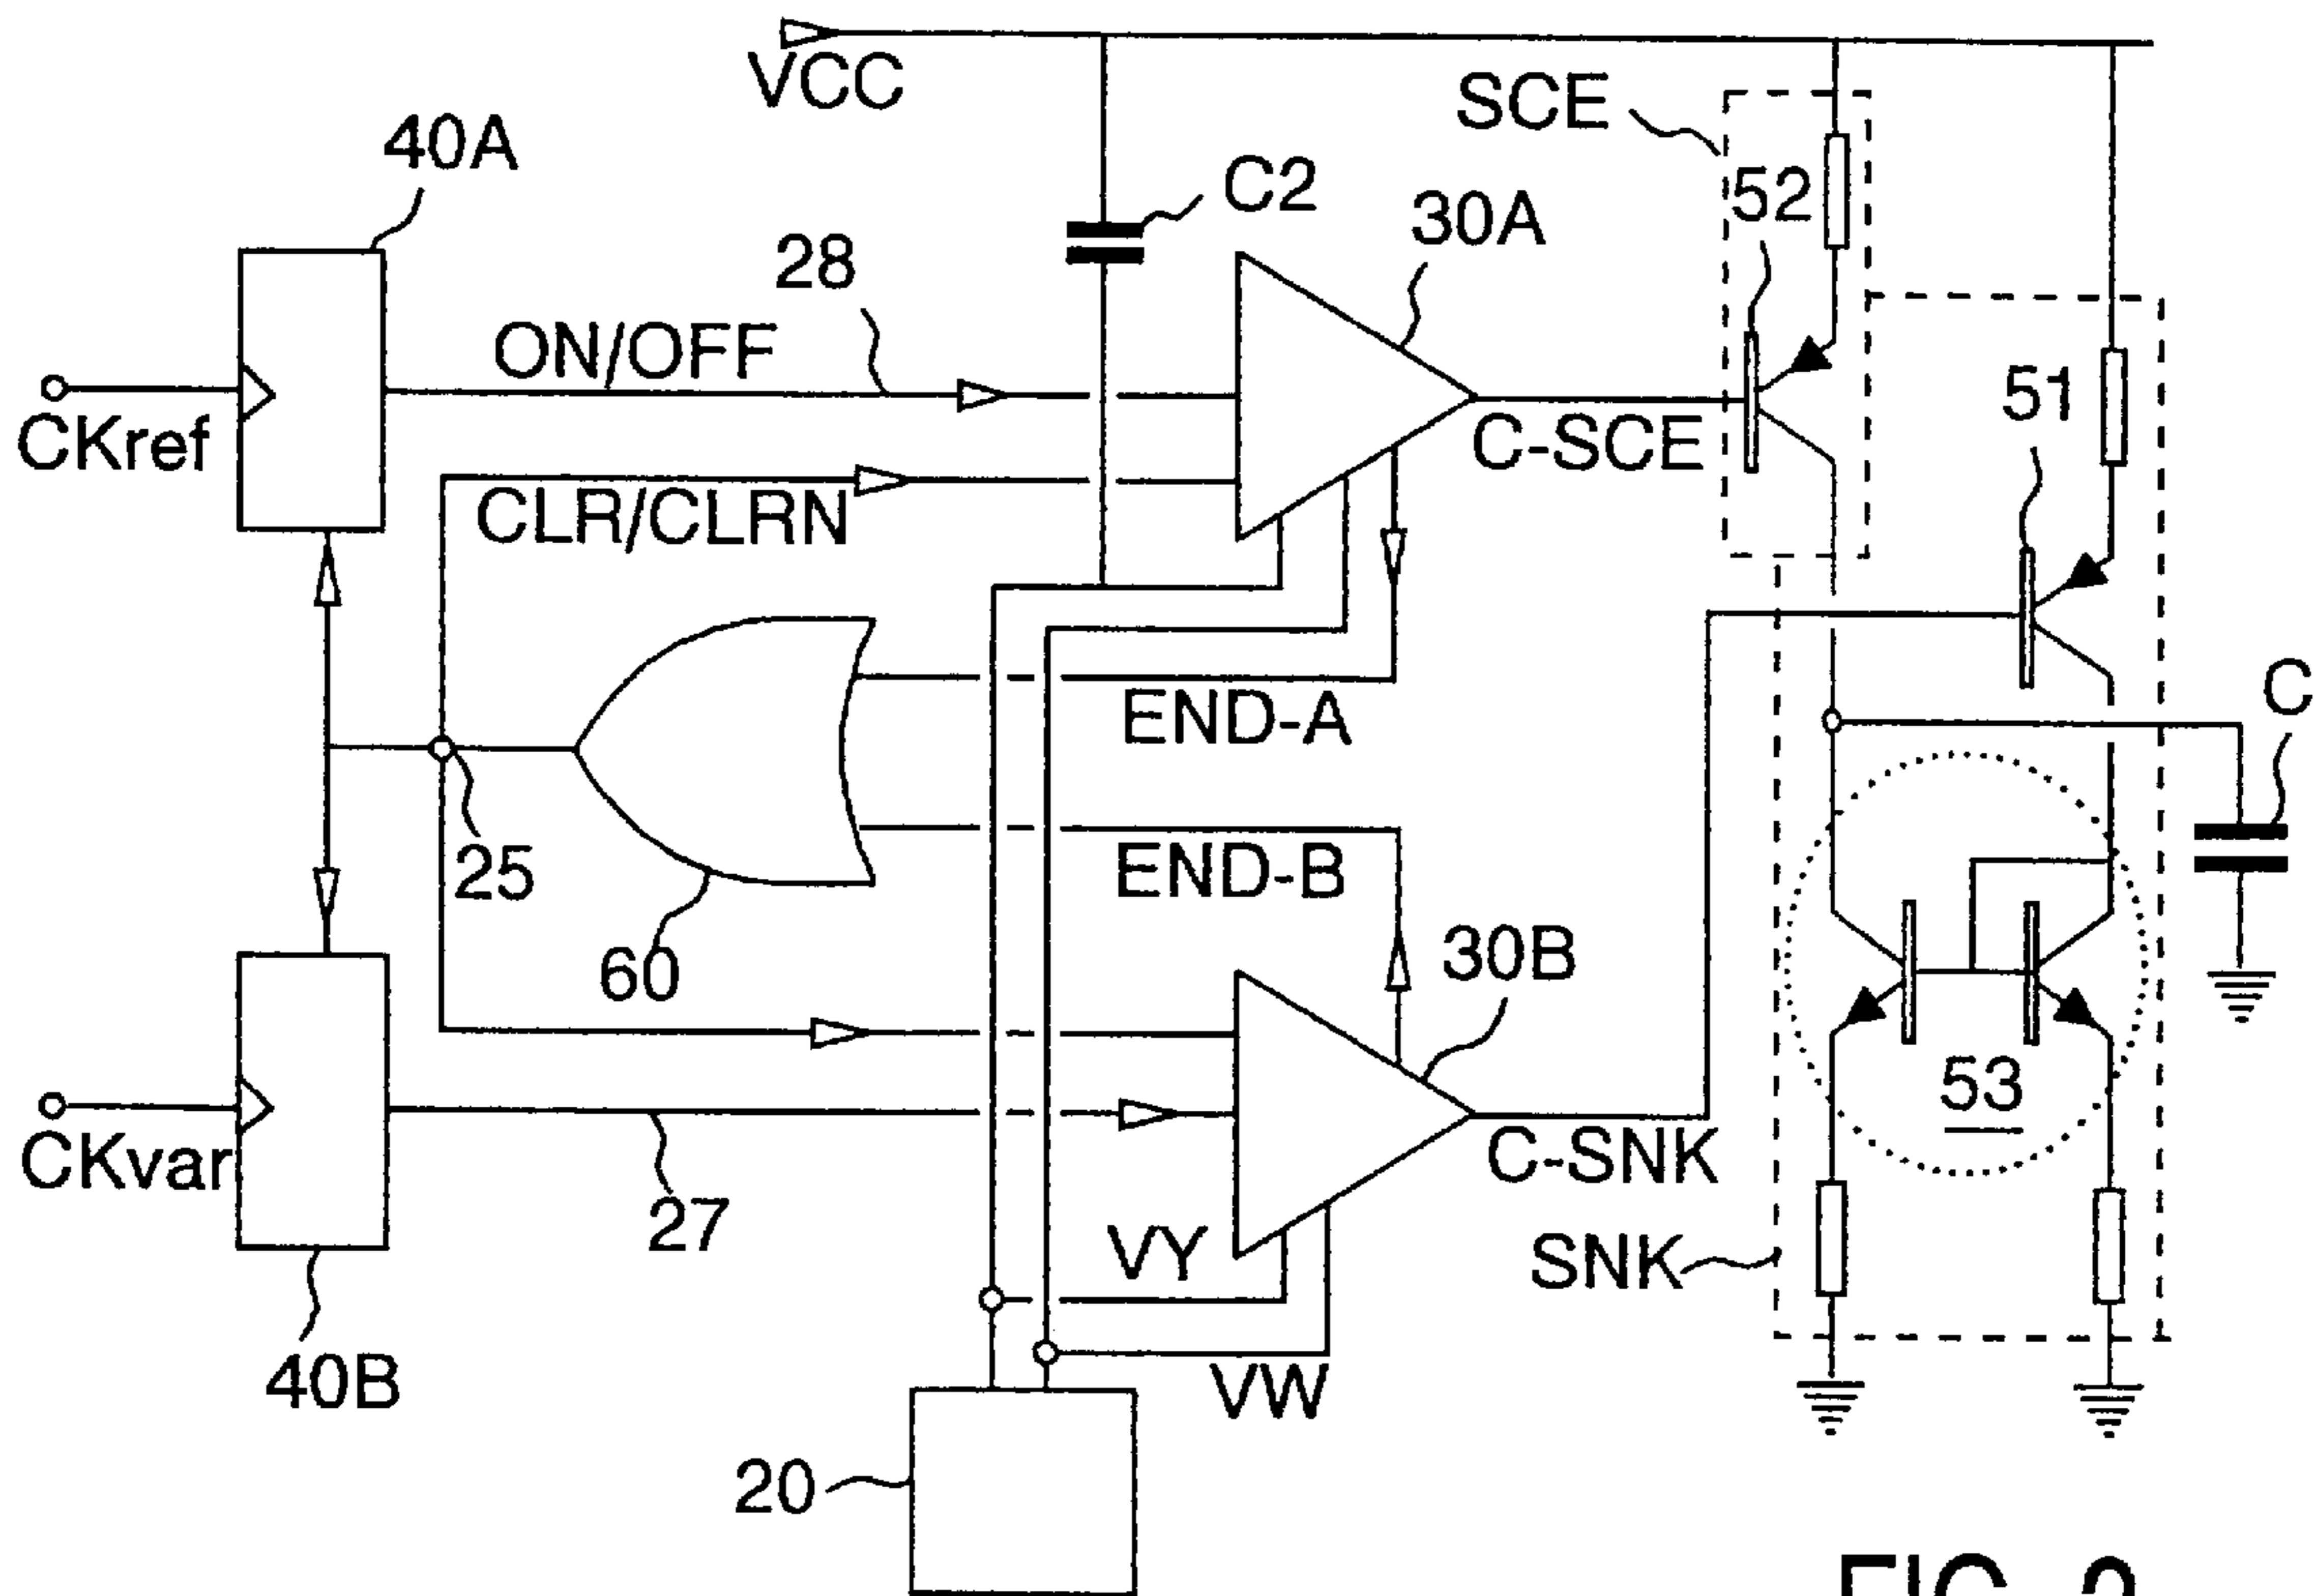 VCC
SCE
40A
C2
52
30A
28
ON/OFF
51
CKref
C-SCE
CLR/CLRN
C
END-A
25
END-B
60
30B
53
CKvar
C-SNK
27
VY
SNK
40B
VW
20